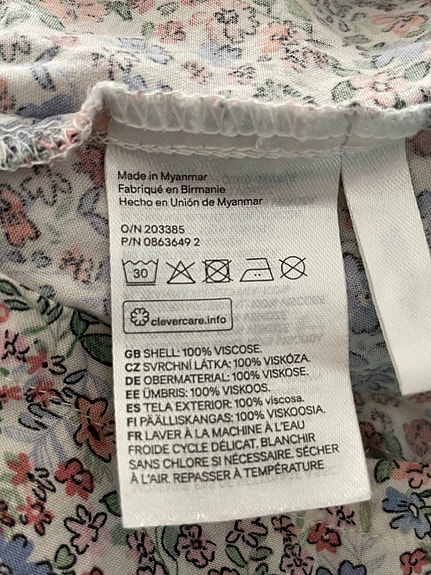 Made in Myanmar
Fabriqué en Birmanie
Hecho en Unión de Myanmar
O/N 203385
P/N 0863649 2
30
clevercare.info
GB SHELL: 100% VISCOSE.
CZ SVRCHNÍ LÁTKA: 100% VISKÓZA.
DE OBERMATERIAL: 100% VISKOSE.
EE ÜMBRIS: 100% VISKOOS.
ES TELA EXTERIOR: 100% viscosa.
FI PÄÄLLISKANGAS: 100% VISKOOSIA.
FR LAVER À LA MACHINE À L'EAU
FROIDE CYCLE DÉLICAT, BLANCHIR
SANS CHLORE SI NÉCESSAIRE. SÉCHER
À L'AIR. REPASSER À TEMPÉRATURE